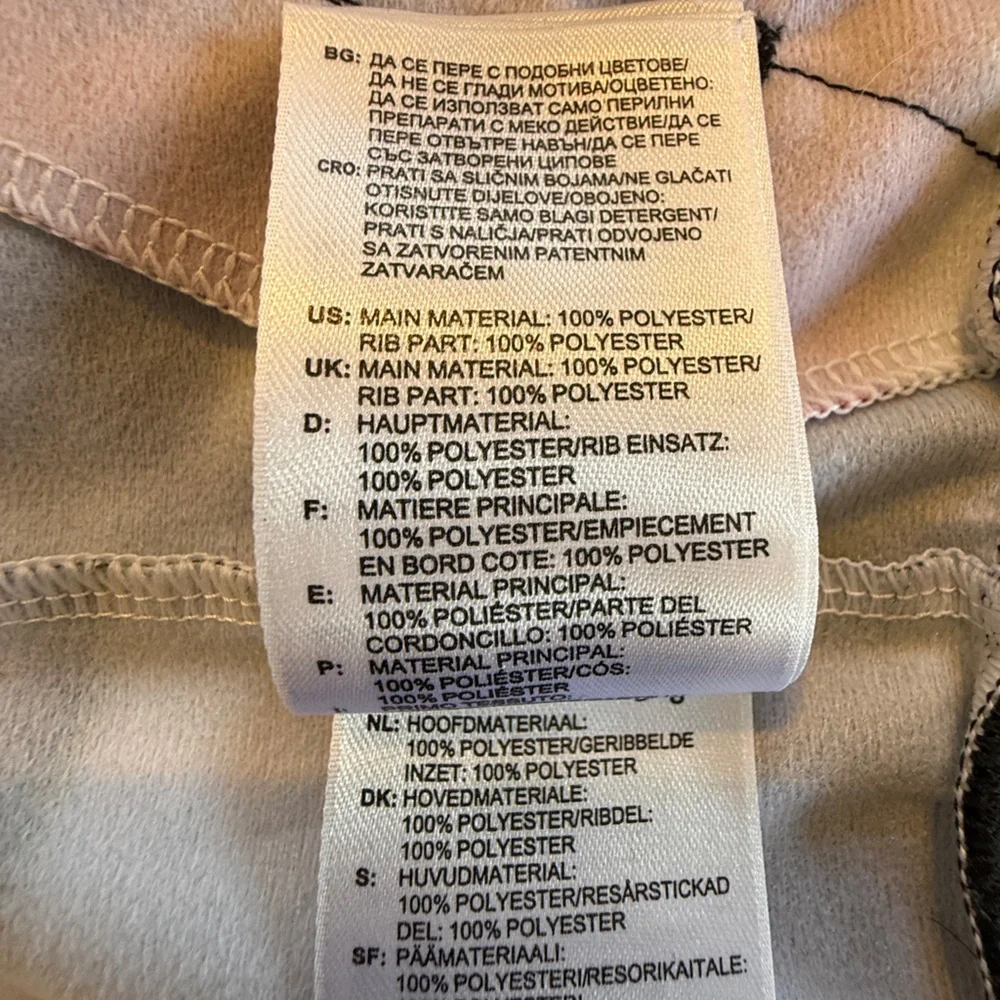 BG: ДА СЕ ПЕРЕ С ПОДОБНИ ЦВЕТОВЕ/
ДА НЕ СЕ ГЛАДИ МОТИВА/ОЦВЕТЕНО:
ДА СЕ ИЗПОЛЗВАТ САМО ПЕРИЛНИ
ПРЕПАРАТИ С МЕКО ДЕЙСТВИЕ/ДА СЕ
ПЕРЕ ОТВЪТРЕ НАВЪН/ДА СЕ ПЕРЕ
СЪС ЗАТВОРЕНИ ЦИПОВЕ
CRO: PRATI SA SLIČNIM BOJAMA/NE GLAČATI
OTISNUTE DIJELOVE/OBOJENO:
KORISTITE SAMO BLAGI DETERGENT/
PRATI S NALIČJA/PRATI ODVOJENO
SA ZATVORENIM PATENTNIM
ZATVARAČEM
US: MAIN MATERIAL: 100% POLYESTER/
RIB PART: 100% POLYESTER
UK: MAIN MATERIAL: 100% POLYESTER/
RIB PART: 100% POLYESTER
D: HAUPTMATERIAL:
100% POLYESTER/RIB EINSATZ:
100% POLYESTER
F: MATIERE PRINCIPALE:
100% POLYESTER/EMPIECEMENT
EN BORD COTE: 100% POLYESTER
E: MATERIAL PRINCIPAL:
100% POLIÉSTER/PARTE DEL
CORDONCILLO: 100% POLIÉSTER
P: MATERIAL PRINCIPAL:
100% POLIÉSTER/CÓS:
100% POLIÉSTER
PRIMO TESSUTO:
NL: HOOFDMATERIAAL:
100% POLYESTER/GERIBBELDE
INZET: 100% POLYESTER
DK: HOVEDMATERIALE:
100% POLYESTER/RIBDEL:
100% POLYESTER
S: HUVUDMATERIAL:
100% POLYESTER/RESÅRSTICKAD
DEL: 100% POLYESTER
SF: PÄÄMATERIAALI:
100% POLYESTERI/RESORIKAITALE: